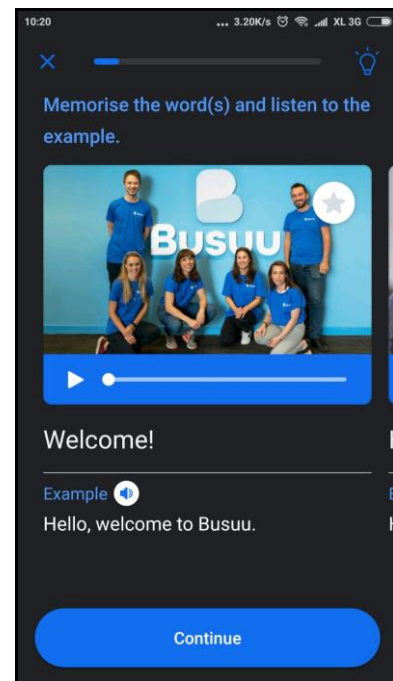 10:20 ... 3.20K/s XL 3G
Memorise the word(s) and listen to the
example.
Busuu
Welcome!
Example
Hello, welcome to Busuu.
Continue